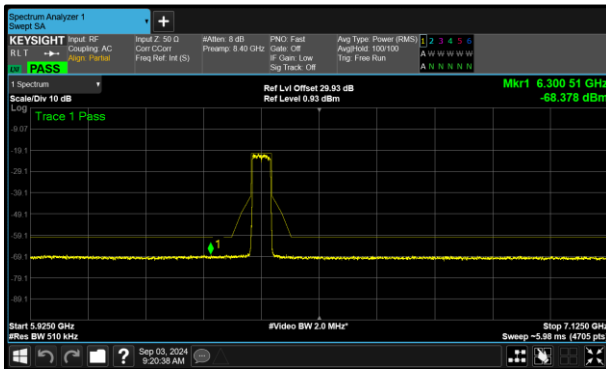 Spectrum Analyzer 1
Swept SA
KEYSIGHT Input: RF Input Z: 50 Ω #Atten: 8 dB PNO: Fast Avg Type: Power (RMS) 1 2 3 4 5 6
RLT Coupling: AC Corr CCorr Preamp: 8.40 GHz Gate: Off Avg|Hold: 100/100 A W W W W W
Align: Partial Freq Ref: Int (S) IF Gain: Low Trig: Free Run
PASS Sig Track: Off A N N N N N
1 Spectrum Ref Lvl Offset 29.93 dB Mkr1 6.300 51 GHz
Scale/Div 10 dB Ref Level 0.93 dBm -68.378 dBm
Log
Trace 1 Pass
-9.07
-19.1
-29.1
-39.1
-49.1
-59.1
1
-69.1
-79.1
-89.1
Start 5.9250 GHz #Video BW 2.0 MHz* Stop 7.1250 GHz
#Res BW 510 kHz Sweep ~5.98 ms (4705 pts)
Sep 03, 2024
9:20:38 AM